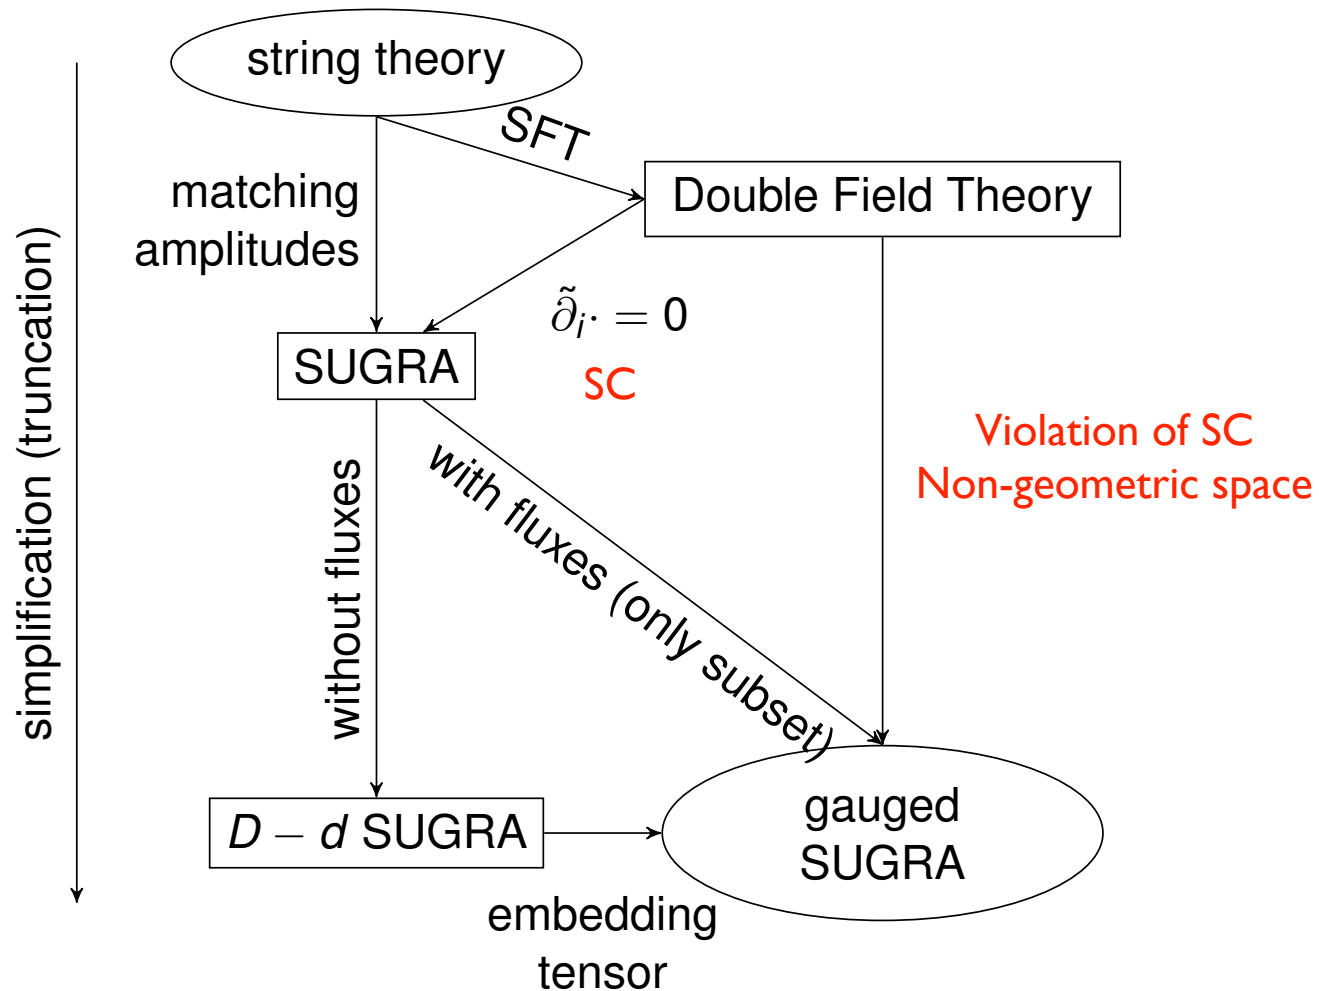 string theory
SFT
matching
amplitudes
Double Field Theory
simplification (truncation)
∂̃ᵢ· = 0
SUGRA
SC
Violation of SC
Non-geometric space
without fluxes
with fluxes (only subset)
D − d SUGRA
gauged
SUGRA
embedding
tensor